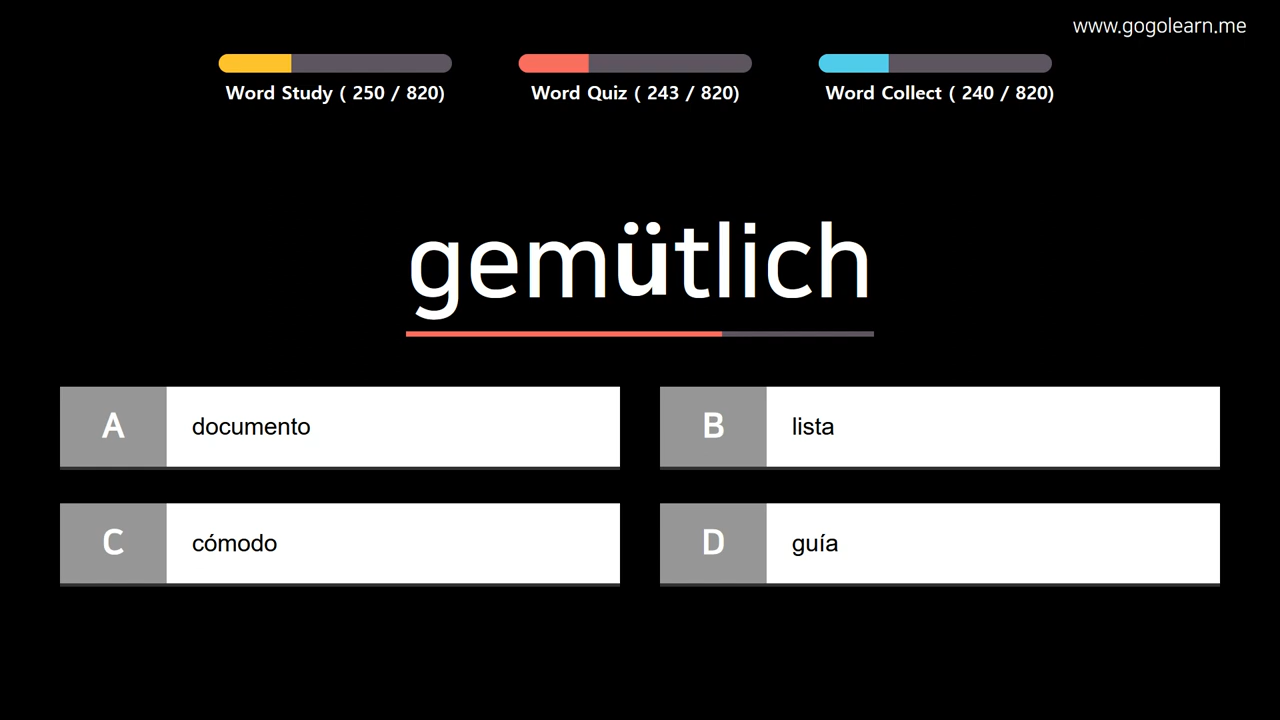 www.gogolearn.me
Word Study ( 250 / 820)
Word Quiz ( 243 / 820)
Word Collect ( 240 / 820)
gemütlich
A documento
B lista
C cómodo
D guía